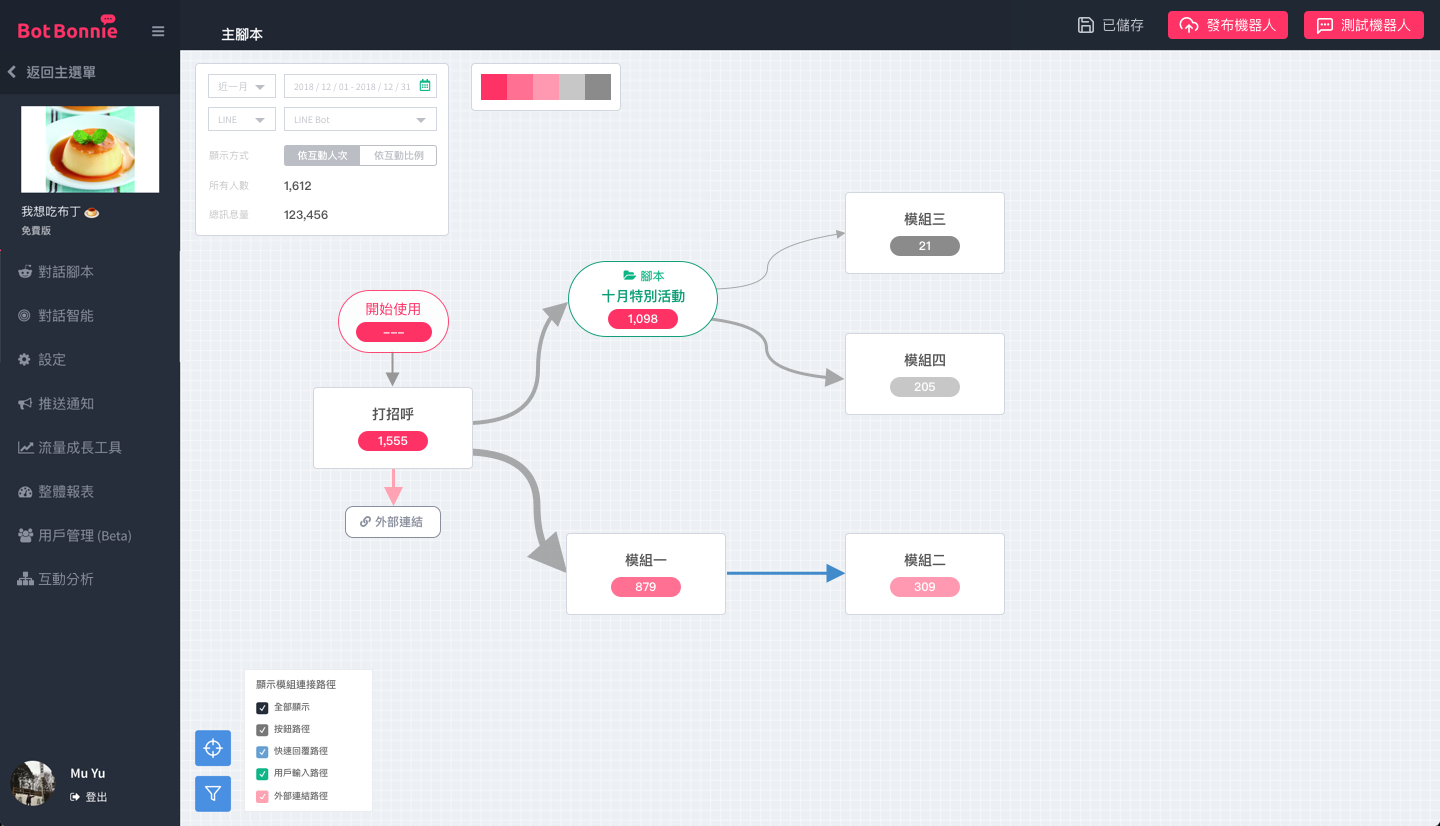 BotBonnie
主腳本
已儲存
發布機器人
測試機器人
返回主選單
我想吃布丁
免費版
對話腳本
對話智能
設定
推送通知
流量成長工具
整體報表
用戶管理 (Beta)
互動分析
Mu Yu
登出
近一月
2018 / 12 / 01 - 2018 / 12 / 31
LINE
LINE Bot
顯示方式
依互動人次
依互動比例
所有人數
1,612
總訊息量
123,456
開始使用
---
打招呼
1,555
外部連結
腳本
十月特別活動
1,098
模組三
21
模組四
205
模組一
879
模組二
309
顯示模組連接路徑
全部顯示
按鈕路徑
快速回覆路徑
用戶輸入路徑
外部連結路徑